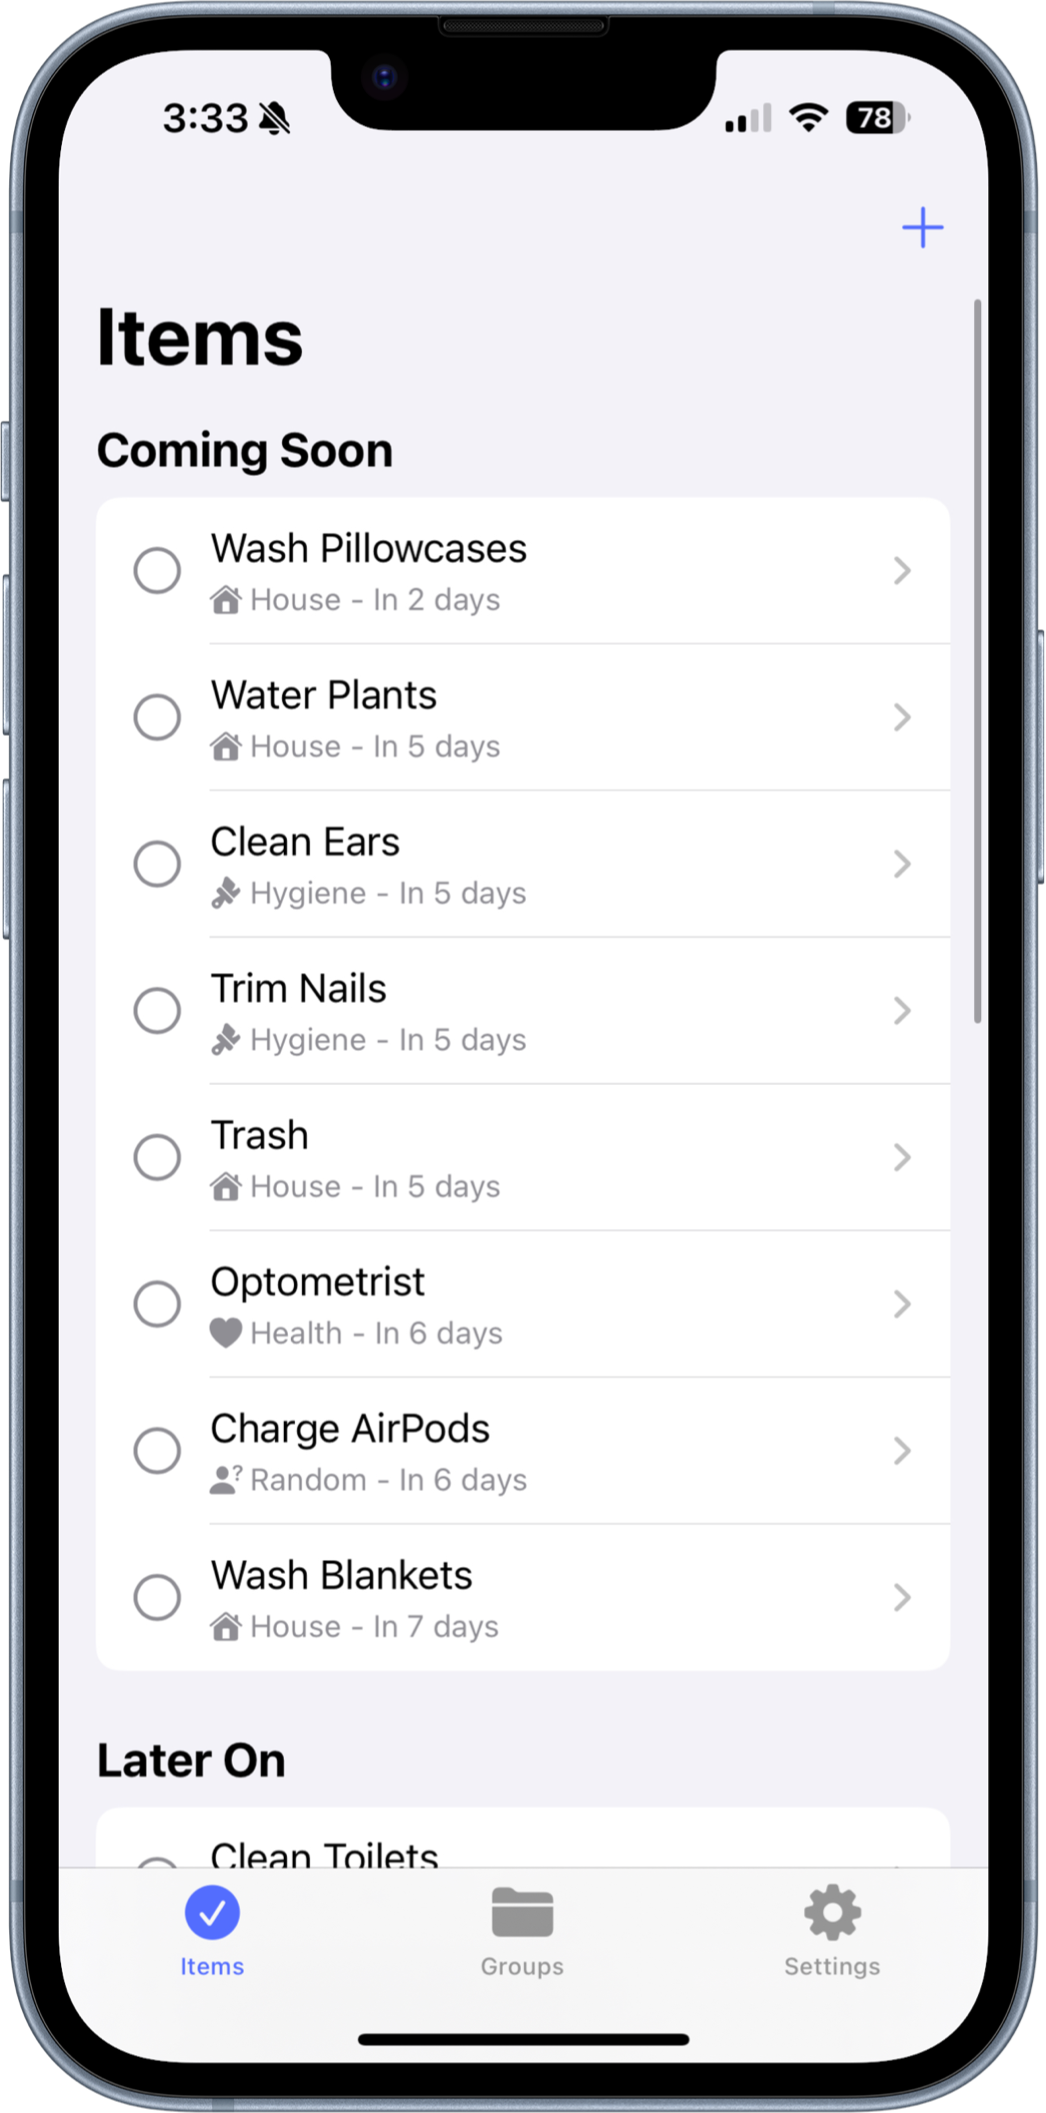 3:33
78
Items
Coming Soon
Wash Pillowcases
House - In 2 days
Water Plants
House - In 5 days
Clean Ears
Hygiene - In 5 days
Trim Nails
Hygiene - In 5 days
Trash
House - In 5 days
Optometrist
Health - In 6 days
Charge AirPods
Random - In 6 days
Wash Blankets
House - In 7 days
Later On
Clean Toilets
Items
Groups
Settings